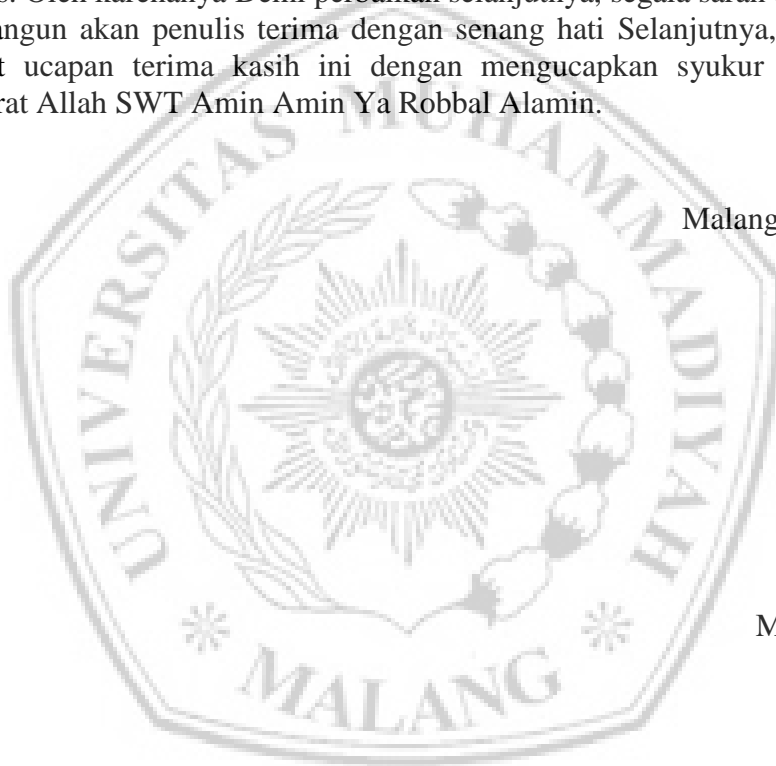 s. Oleh karenanya Demi perbaikan selanjutnya, segala saran
angun akan penulis terima dengan senang hati Selanjutnya,
t ucapan terima kasih ini dengan mengucapkan syukur
rat Allah SWT Amin Amin Ya Robbal Alamin.
UNIVERSITAS MUHAMMADIYAH
Malang
M
MALANG